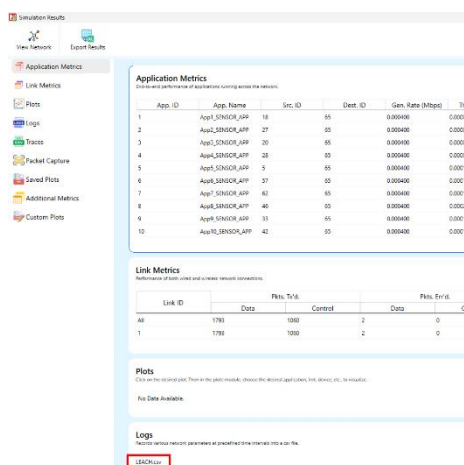 Simulation Results
View Network Export Results
Application Metrics
Link Metrics
Plots
Logs
Traces
Packet Capture
Saved Plots
Additional Metrics
Custom Plots
Application Metrics
End-to-end performance of applications running across the network.
App. ID App. Name Src. ID Dest. ID Gen. Rate (Mbps)
1 App1_SENSOR_APP 18 65 0.000400
2 App2_SENSOR_APP 27 65 0.000400
3 App3_SENSOR_APP 20 65 0.000400
4 App4_SENSOR_APP 28 65 0.000400
5 App5_SENSOR_APP 5 65 0.000400
6 App6_SENSOR_APP 57 65 0.000400
7 App7_SENSOR_APP 62 65 0.000400
8 App8_SENSOR_APP 46 65 0.000400
9 App9_SENSOR_APP 33 65 0.000400
10 App10_SENSOR_APP 42 65 0.000400
Link Metrics
Performance of both wired and wireless network connections.
Link ID Pkts. Tx'd. Pkts. Err'd.
Data Control Data
All 1793 1060 2 0
1 1793 1060 2 0
Plots
Click on the desired plot. Then in the plots module, choose the desired application, link, device, etc., to visualize.
No Data Available.
Logs
Records various network parameters at predefined time intervals into a csv file.
LEACH.csv